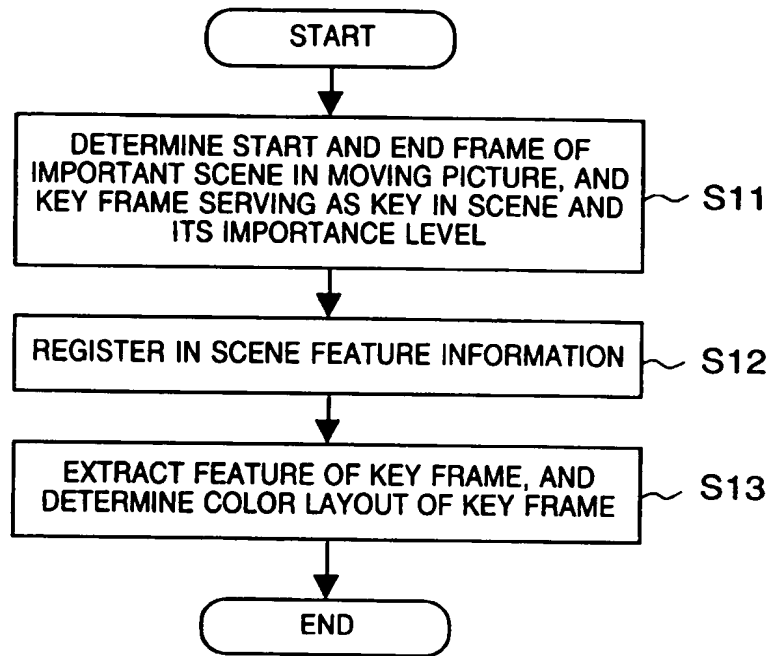 START
DETERMINE START AND END FRAME OF
IMPORTANT SCENE IN MOVING PICTURE, AND
KEY FRAME SERVING AS KEY IN SCENE AND
ITS IMPORTANCE LEVEL
S11
REGISTER IN SCENE FEATURE INFORMATION
S12
EXTRACT FEATURE OF KEY FRAME, AND
DETERMINE COLOR LAYOUT OF KEY FRAME
S13
END